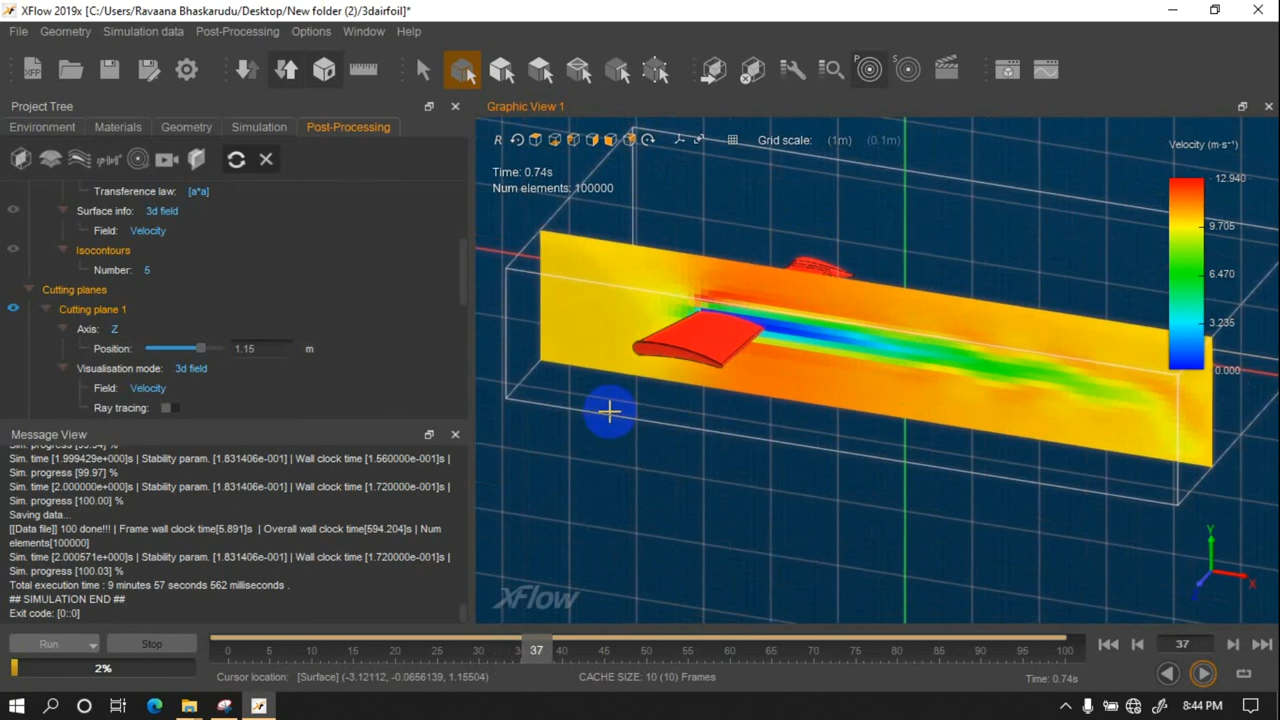 XFlow 2019x [C:/Users/Ravaana Bhaskarudu/Desktop/New folder (2)/3dairfoil]*
File Geometry Simulation data Post-Processing Options Window Help
Project Tree
Graphic View 1
Environment Materials Geometry Simulation Post-Processing
R Grid scale: (1m) (0.1m)
Time: 0.74s
Num elements: 100000
Velocity (m·s⁻¹)
12.940
9.705
6.470
3.235
0.000
Transference law: [a*a]
Surface info: 3d field
Field: Velocity
Isocontours
Number: 5
Cutting planes
Cutting plane 1
Axis: Z
Position: 1.15 m
Visualisation mode: 3d field
Field: Velocity
Ray tracing:
Message View
Sim. time [1.999429e+000]s | Stability param. [1.831406e-001] | Wall clock time [1.560000e-001]s |
Sim. progress [99.97] %
Sim. time [2.000000e+000]s | Stability param. [1.831406e-001] | Wall clock time [1.720000e-001]s |
Sim. progress [100.00] %
Saving data...
[[Data file]] 100 done!!! | Frame wall clock time[5.891]s | Overall wall clock time[594.204]s | Num
elements[100000]
Sim. time [2.000571e+000]s | Stability param. [1.831406e-001] | Wall clock time [1.720000e-001]s |
Sim. progress [100.03] %
Total execution time : 9 minutes 57 seconds 562 milliseconds .
## SIMULATION END ##
Exit code: [0::0]
Y
X
XFlow
Run Stop
2%
0 5 10 15 20 25 30 37 40 45 50 55 60 65 70 75 80 85 90 95 100
37
Cursor location: [Surface] (-3.12112, -0.0656139, 1.15504) CACHE SIZE: 10 (10) Frames Time: 0.74s
8:44 PM